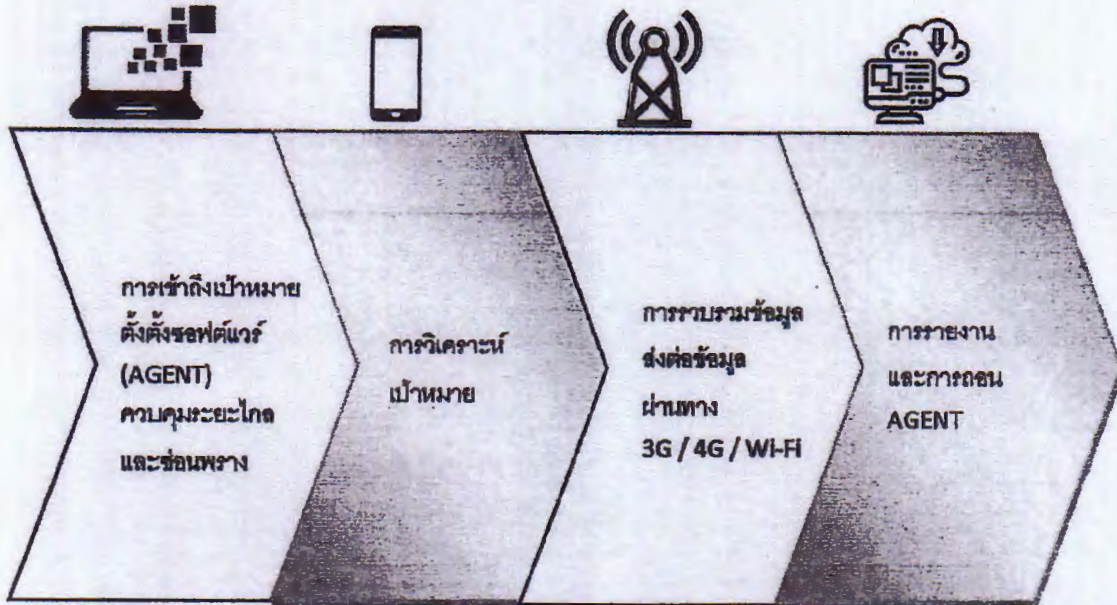 การเข้าถึงเป้าหมาย
ตั้งตั้งซอฟต์แวร์
(AGENT)
ควบคุมระยะไกล
และซ่อนพราง
การวิเคราะห์
เป้าหมาย
การรวบรวมข้อมูล
ส่งต่อข้อมูล
ผ่านทาง
3G / 4G / Wi-Fi
การรายงาน
และการถอน
AGENT